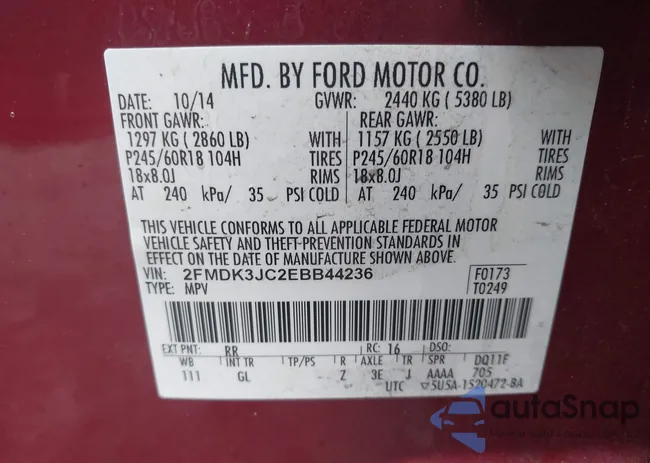 MFD. BY FORD MOTOR CO.
DATE: 10/14 GVWR: 2440 KG ( 5380 LB)
FRONT GAWR: REAR GAWR:
1297 KG ( 2860 LB) WITH 1157 KG ( 2550 LB) WITH
P245/60R18 104H TIRES P245/60R18 104H TIRES
18x8.0J RIMS 18x8.0J RIMS
AT 240 kPa/ 35 PSI COLD AT 240 kPa/ 35 PSI COLD
THIS VEHICLE CONFORMS TO ALL APPLICABLE FEDERAL MOTOR
VEHICLE SAFETY AND THEFT-PREVENTION STANDARDS IN
EFFECT ON THE DATE OF MANUFACTURE SHOWN ABOVE.
VIN: 2FMDK3JC2EBB44236 F0173
TYPE: MPV T0249
EXT PNT: RR RC: 16 DSO:
WB INT TR TP/PS R AXLE TR SPR DQ11F
111 GL Z 3E J AAAA 705
UTC 5U5A-1520472-BA
autoSnap